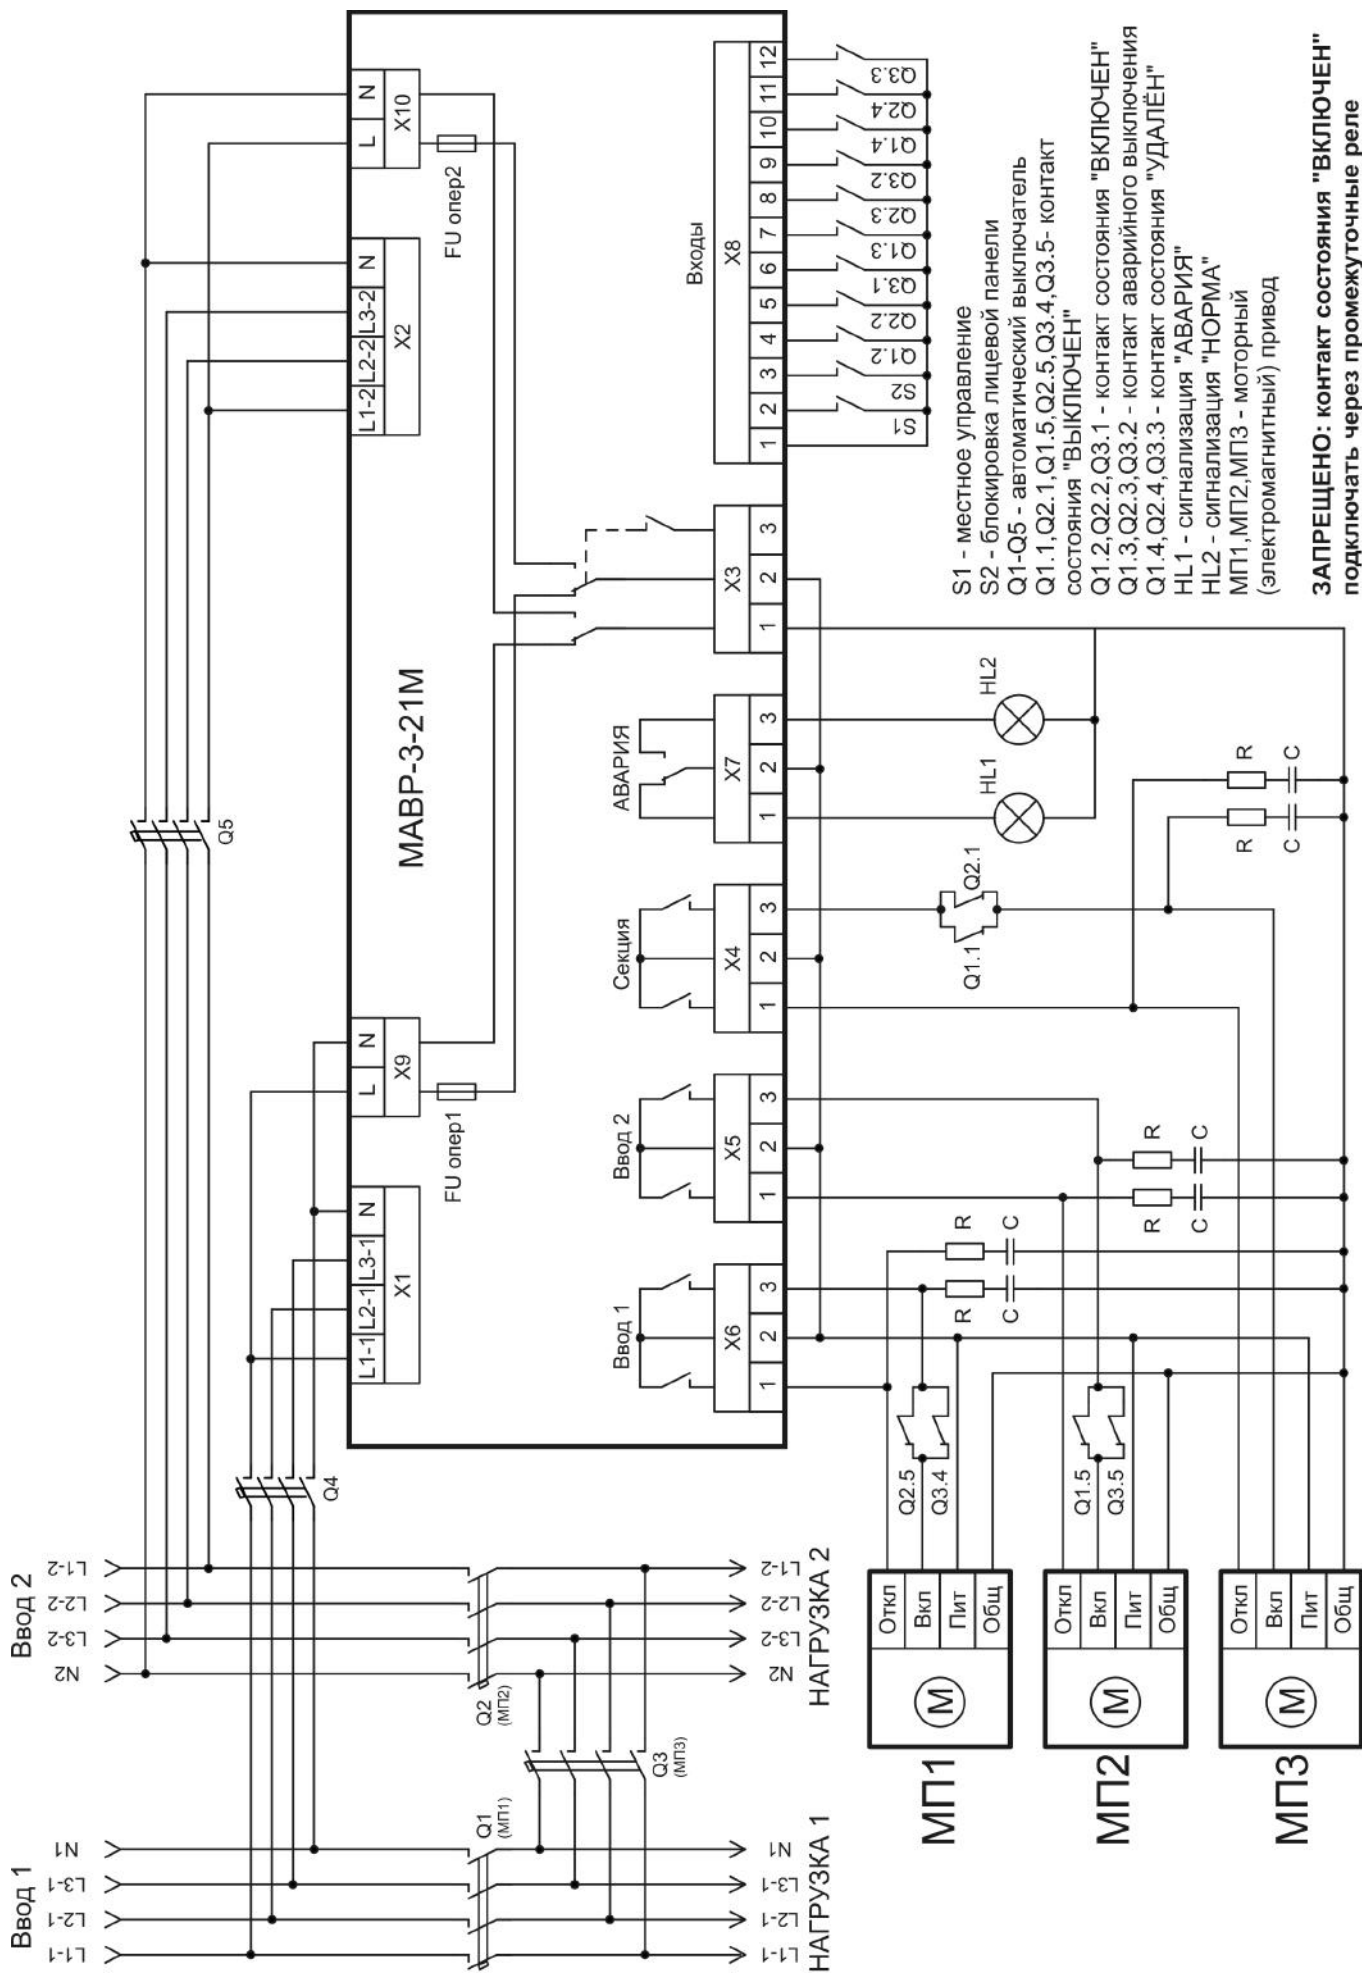 Ввод 1
L1-1
L2-1
L3-1
N1
Ввод 2
N2
L3-2
L2-2
L1-2
Q4
Q5
Q1
(МП1)
Q2
(МП2)
Q3
(МП3)
L1-1
L2-1
L3-1
N1
НАГРУЗКА 1
N2
L3-2
L2-2
L1-2
НАГРУЗКА 2
МАВР-3-21М
L1-1 L2-1 L3-1 N
X1
L N
X9
FU опер1
L1-2 L2-2 L3-2 N
X2
L N
X10
FU опер2
Ввод 1
X6
1 2 3
Ввод 2
X5
1 2 3
Секция
X4
1 2 3
АВАРИЯ
X7
1 2 3
X3
1 2 3
Входы
X8
1 2 3 4 5 6 7 8 9 10 11 12
S1
S2
Q1.2
Q2.2
Q3.1
Q1.3
Q2.3
Q3.2
Q1.4
Q2.4
Q3.3
HL1
HL2
Q1.1
Q2.1
R
C
R
C
R
C
R
C
R
C
R
C
Q2.5
Q3.4
Q1.5
Q3.5
МП1
М
Откл
Вкл
Пит
Общ
МП2
М
Откл
Вкл
Пит
Общ
МП3
М
Откл
Вкл
Пит
Общ
S1 - местное управление
S2 - блокировка лицевой панели
Q1-Q5 - автоматический выключатель
Q1.1,Q2.1,Q1.5,Q2.5,Q3.4,Q3.5- контакт
состояния "ВЫКЛЮЧЕН"
Q1.2,Q2.2,Q3.1 - контакт состояния "ВКЛЮЧЕН"
Q1.3,Q2.3,Q3.2 - контакт аварийного выключения
Q1.4,Q2.4,Q3.3 - контакт состояния "УДАЛЁН"
HL1 - сигнализация "АВАРИЯ"
HL2 - сигнализация "НОРМА"
МП1,МП2,МП3 - моторный
(электромагнитный) привод
ЗАПРЕЩЕНО: контакт состояния "ВКЛЮЧЕН"
подключать через промежуточные реле